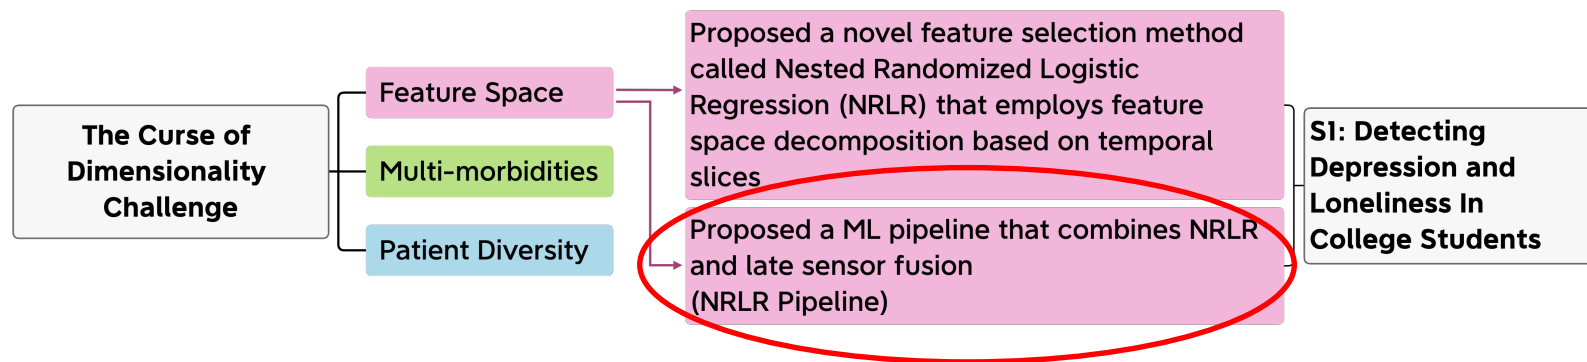 The Curse of
Dimensionality
Challenge
Feature Space
Multi-morbidities
Patient Diversity
Proposed a novel feature selection method
called Nested Randomized Logistic
Regression (NRLR) that employs feature
space decomposition based on temporal
slices
Proposed a ML pipeline that combines NRLR
and late sensor fusion
(NRLR Pipeline)
S1: Detecting
Depression and
Loneliness In
College Students